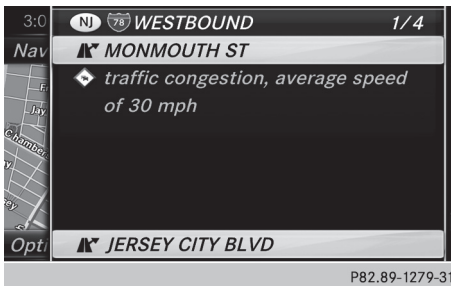 3:0
NJ 78 WESTBOUND 1/4
Nav
MONMOUTH ST
traffic congestion, average speed
of 30 mph
Jay
Chamber
Opti
JERSEY CITY BLVD
P82.89-1279-31